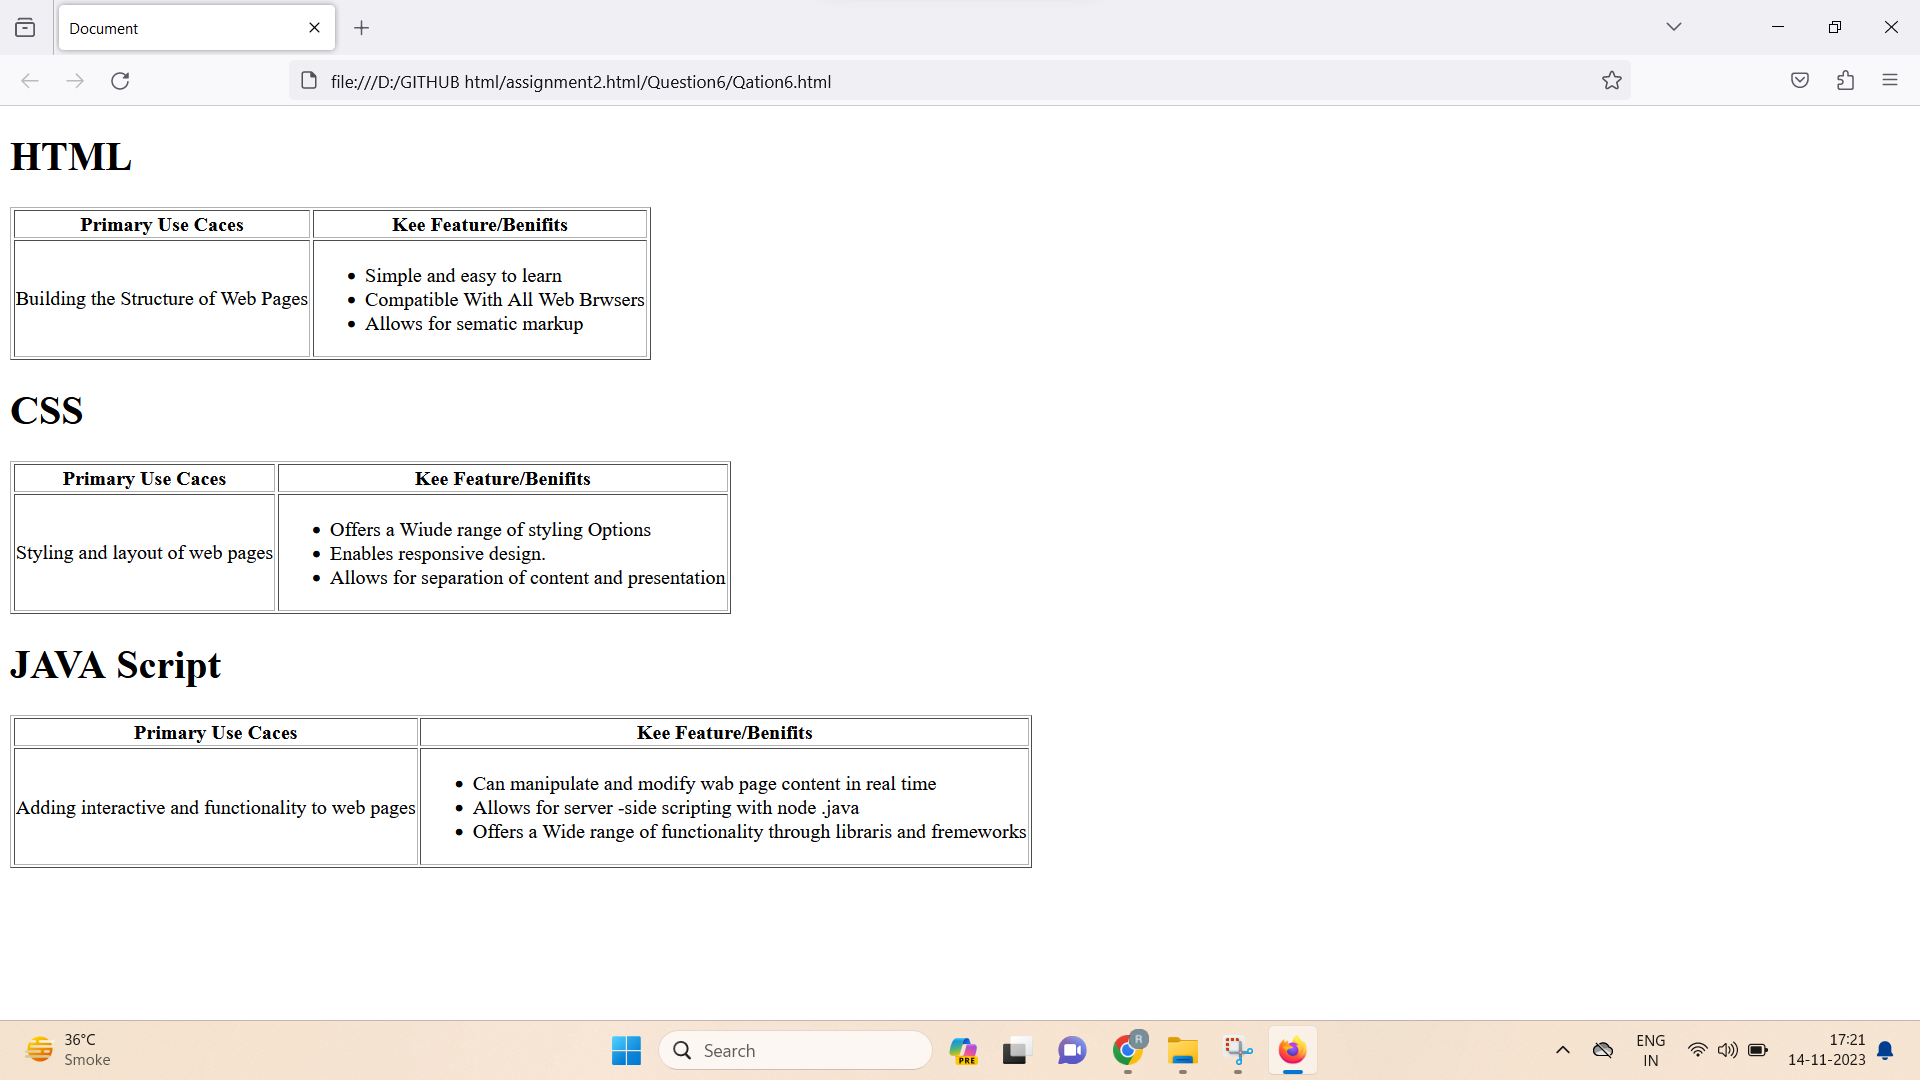 Document
file:///D:/GITHUB html/assignment2.html/Question6/Qation6.html
HTML
Primary Use Caces Kee Feature/Benifits
Building the Structure of Web Pages
Simple and easy to learn
Compatible With All Web Brwsers
Allows for sematic markup
CSS
Primary Use Caces Kee Feature/Benifits
Styling and layout of web pages
Offers a Wiude range of styling Options
Enables responsive design.
Allows for separation of content and presentation
JAVA Script
Primary Use Caces Kee Feature/Benifits
Adding interactive and functionality to web pages
Can manipulate and modify wab page content in real time
Allows for server -side scripting with node .java
Offers a Wide range of functionality through libraris and fremeworks
36°C
Smoke
Search
PRE
R
ENG
IN
17:21
14-11-2023